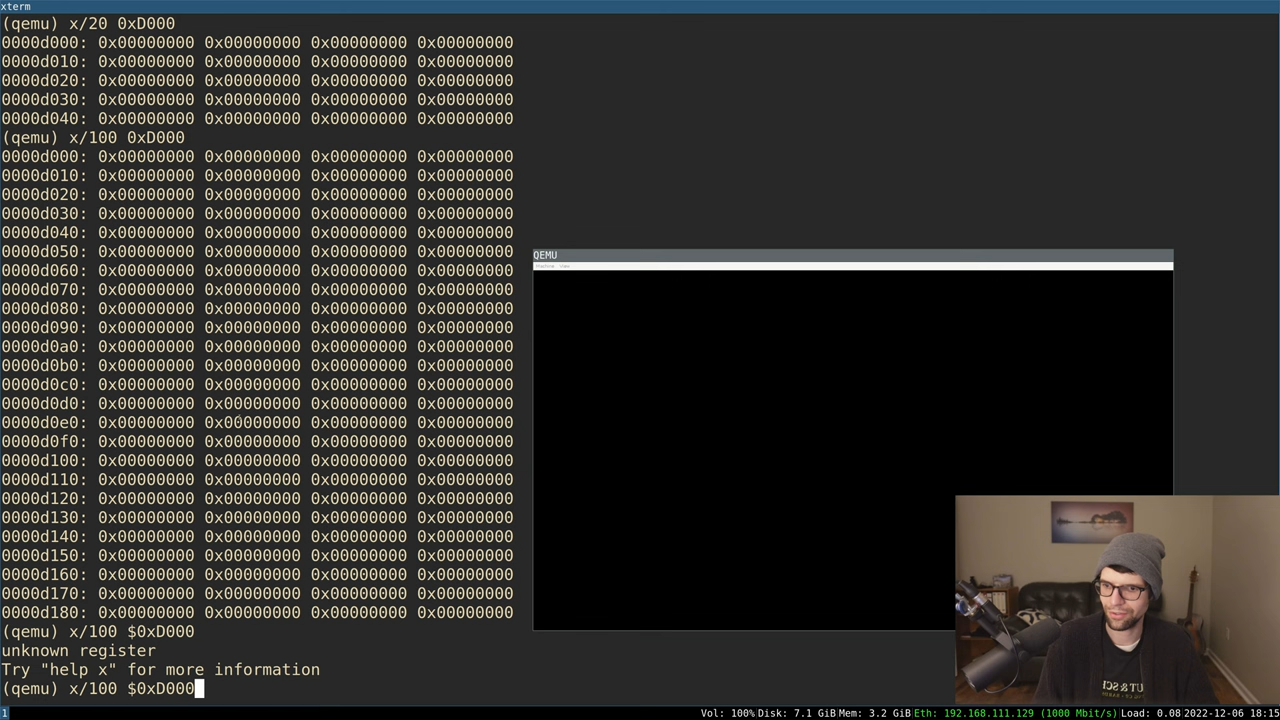 xterm
(qemu) x/20 0xD000
0000d000: 0x00000000 0x00000000 0x00000000 0x00000000
0000d010: 0x00000000 0x00000000 0x00000000 0x00000000
0000d020: 0x00000000 0x00000000 0x00000000 0x00000000
0000d030: 0x00000000 0x00000000 0x00000000 0x00000000
0000d040: 0x00000000 0x00000000 0x00000000 0x00000000
(qemu) x/100 0xD000
0000d000: 0x00000000 0x00000000 0x00000000 0x00000000
0000d010: 0x00000000 0x00000000 0x00000000 0x00000000
0000d020: 0x00000000 0x00000000 0x00000000 0x00000000
0000d030: 0x00000000 0x00000000 0x00000000 0x00000000
0000d040: 0x00000000 0x00000000 0x00000000 0x00000000
0000d050: 0x00000000 0x00000000 0x00000000 0x00000000
0000d060: 0x00000000 0x00000000 0x00000000 0x00000000
0000d070: 0x00000000 0x00000000 0x00000000 0x00000000
0000d080: 0x00000000 0x00000000 0x00000000 0x00000000
0000d090: 0x00000000 0x00000000 0x00000000 0x00000000
0000d0a0: 0x00000000 0x00000000 0x00000000 0x00000000
0000d0b0: 0x00000000 0x00000000 0x00000000 0x00000000
0000d0c0: 0x00000000 0x00000000 0x00000000 0x00000000
0000d0d0: 0x00000000 0x00000000 0x00000000 0x00000000
0000d0e0: 0x00000000 0x00000000 0x00000000 0x00000000
0000d0f0: 0x00000000 0x00000000 0x00000000 0x00000000
0000d100: 0x00000000 0x00000000 0x00000000 0x00000000
0000d110: 0x00000000 0x00000000 0x00000000 0x00000000
0000d120: 0x00000000 0x00000000 0x00000000 0x00000000
0000d130: 0x00000000 0x00000000 0x00000000 0x00000000
0000d140: 0x00000000 0x00000000 0x00000000 0x00000000
0000d150: 0x00000000 0x00000000 0x00000000 0x00000000
0000d160: 0x00000000 0x00000000 0x00000000 0x00000000
0000d170: 0x00000000 0x00000000 0x00000000 0x00000000
0000d180: 0x00000000 0x00000000 0x00000000 0x00000000
(qemu) x/100 $0xD000
unknown register
Try "help x" for more information
(qemu) x/100 $0xD000
QEMU
Machine View
1
Vol: 100% Disk: 7.1 GiB Mem: 3.2 GiB Eth: 192.168.111.129 (1000 Mbit/s) Load: 0.08 2022-12-06 18:15